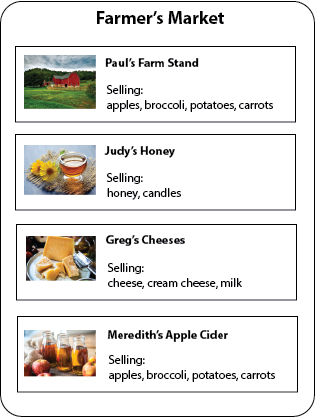 Farmer’s Market
Paul’s Farm Stand
Selling:
apples, broccoli, potatoes, carrots
Judy’s Honey
Selling:
honey, candles
Greg’s Cheeses
Selling:
cheese, cream cheese, milk
Meredith’s Apple Cider
Selling:
apples, broccoli, potatoes, carrots